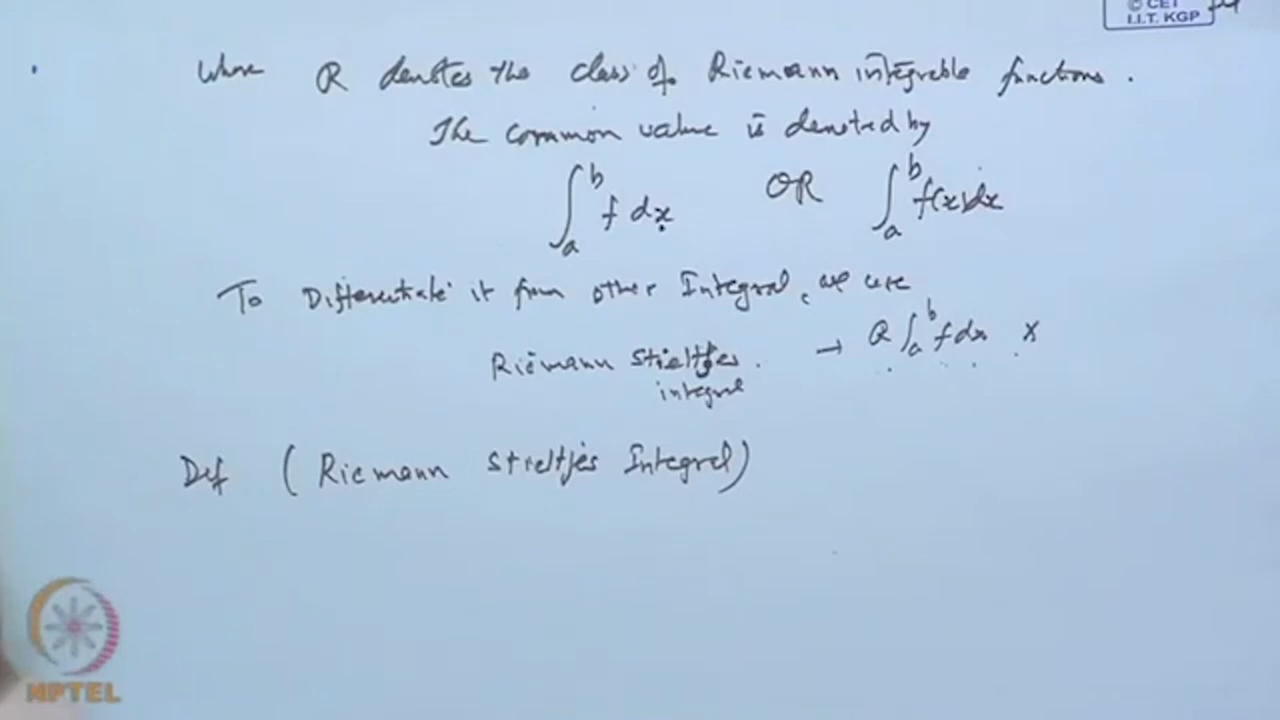 © CET
I.I.T. KGP
Where R denotes the class of Riemann integrable functions.
The common value is denoted by
∫_a^b f dx OR ∫_a^b f(x)dx
To Differentiate it from other Integral, we use
Riemann Stieltjes integral. → R ∫_a^b f dx X
Def (Riemann Stieltjes Integral)
NPTEL